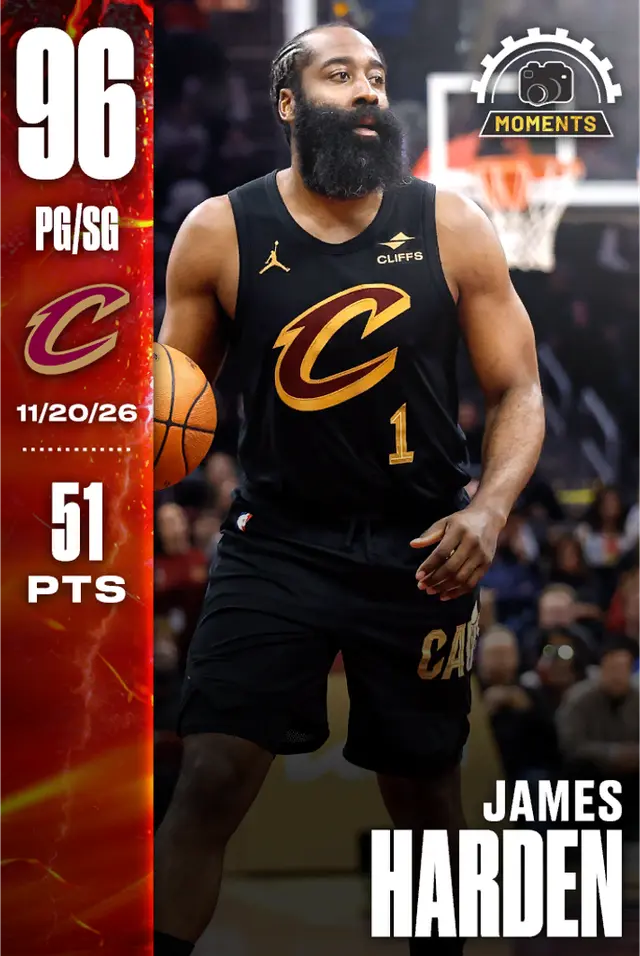 96
PG/SG
C
11/20/26
51
PTS
MOMENTS
CLIFFS
C
1
CAV
JAMES
HARDEN